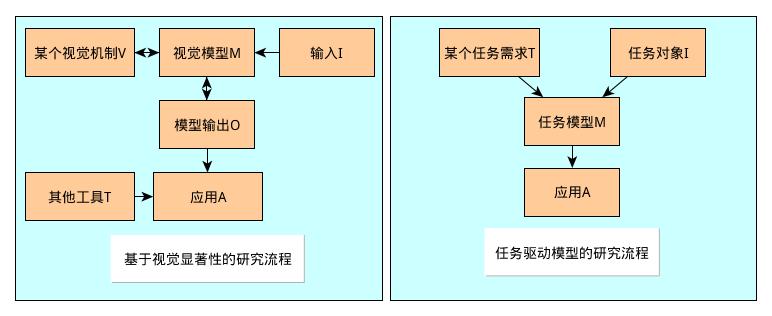 某个视觉机制V
视觉模型M
输入I
模型输出O
其他工具T
应用A
基于视觉显著性的研究流程
某个任务需求T
任务对象I
任务模型M
应用A
任务驱动模型的研究流程